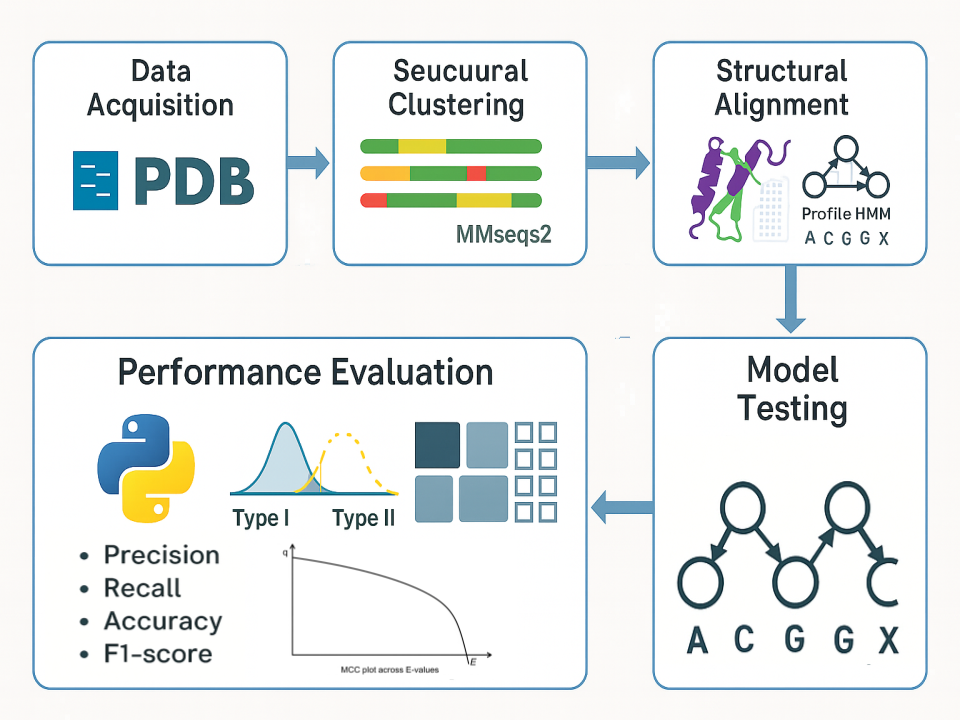 Data
Acquisition
PDB
Seucuural
Clustering
MMseqs2
Structural
Alignment
Profile HMM
A C G G X
Model
Testing
A C G G X
Performance Evaluation
Type I Type II
• Precision
• Recall
• Accuracy
• F1-score
q
E
MCC plot across E-values